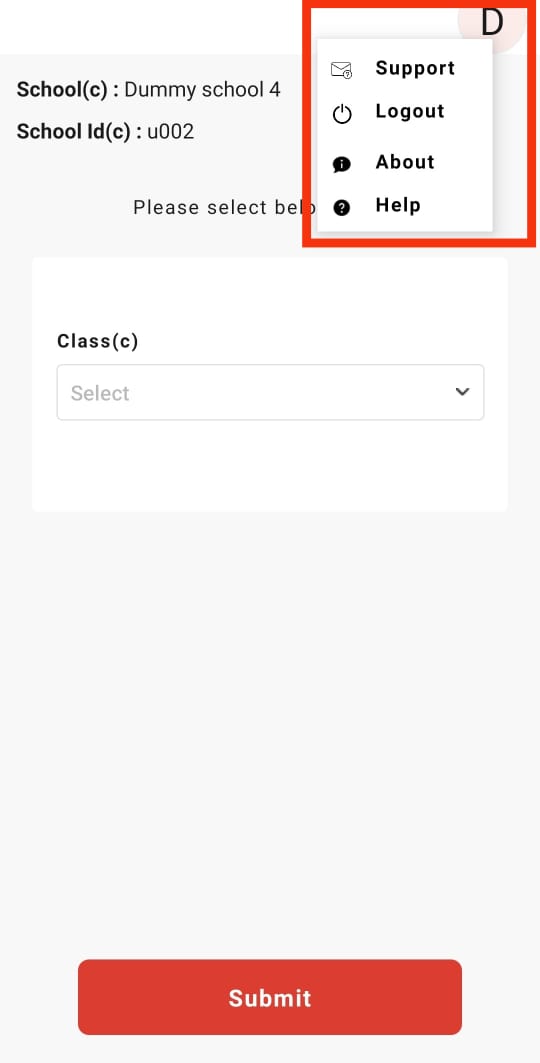 D
Support
Logout
About
Help
School(c) : Dummy school 4
School Id(c) : u002
Please select belo
Class(c)
Select
Submit